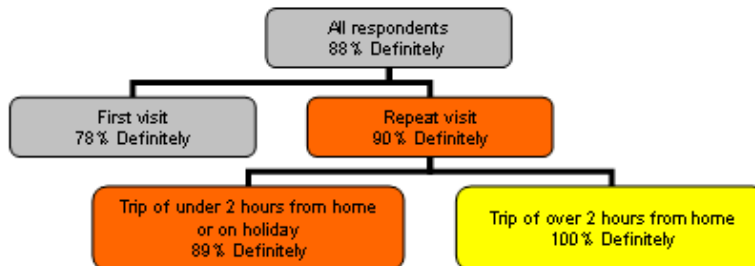 All respondents
88% Definitely
First visit
78% Definitely
Repeat visit
90% Definitely
Trip of under 2 hours from home
or on holiday
89% Definitely
Trip of over 2 hours from home
100% Definitely